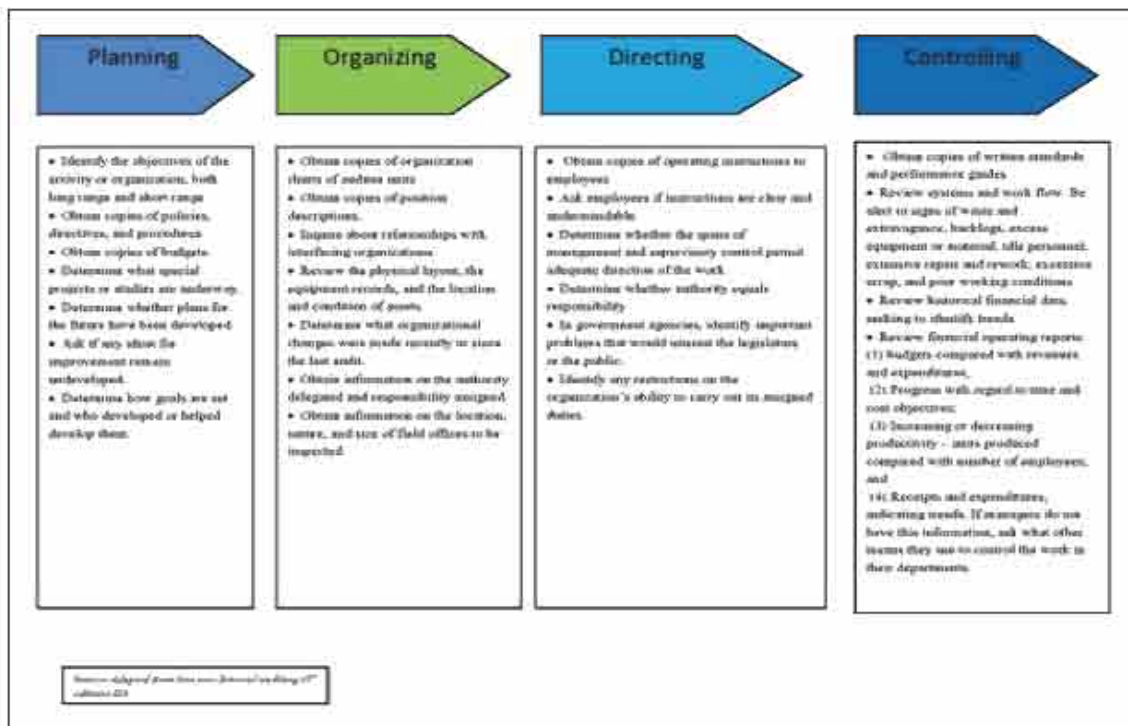 Planning
Organizing
Directing
Controlling
• Identify the objectives of the
activity or organization, both
long range and short range
• Obtain copies of policies,
directives, and procedures
• Obtain copies of budgets.
• Determine what special
projects or studies are underway.
• Determine whether plans for
the future have been developed
• Ask if any ideas for
improvement remain
undeveloped.
• Determine how goals are set
and who developed or helped
develop them.
• Obtain copies of organization
charts of auditee units
• Obtain copies of position
descriptions.
• Inquire about relationships with
interfacing organizations.
• Review the physical layout, the
equipment records, and the location
and condition of assets.
• Determine what organizational
changes were made recently or since
the last audit.
• Obtain information on the authority
delegated and responsibility assigned
• Obtain information on the location,
nature, and size of field offices to be
inspected
• Obtain copies of operating instructions to
employees
• Ask employees if instructions are clear and
understandable.
• Determine whether the spans of
management and supervisory control permit
adequate direction of the work
• Determine whether authority equals
responsibility
• In government agencies, identify important
problems that would interest the legislature
or the public.
• Identify any restrictions on the
organization's ability to carry out its assigned
duties.
• Obtain copies of written standards
and performance guides
• Review systems and work flow. Be
alert to signs of waste and
extravagance, backlogs, excess
equipment or material, idle personnel,
extensive repair and rework, excessive
scrap, and poor working conditions
• Review historical financial data,
seeking to identify trends
• Review financial operating reports
(1) Budgets compared with revenues
and expenditures,
(2) Progress with regard to time and
cost objectives;
(3) Increasing or decreasing
productivity – units produced
compared with number of employees,
and
(4) Receipts and expenditures,
indicating trends. If managers do not
have this information, ask what other
means they use to control the work in
their departments.
adapted from